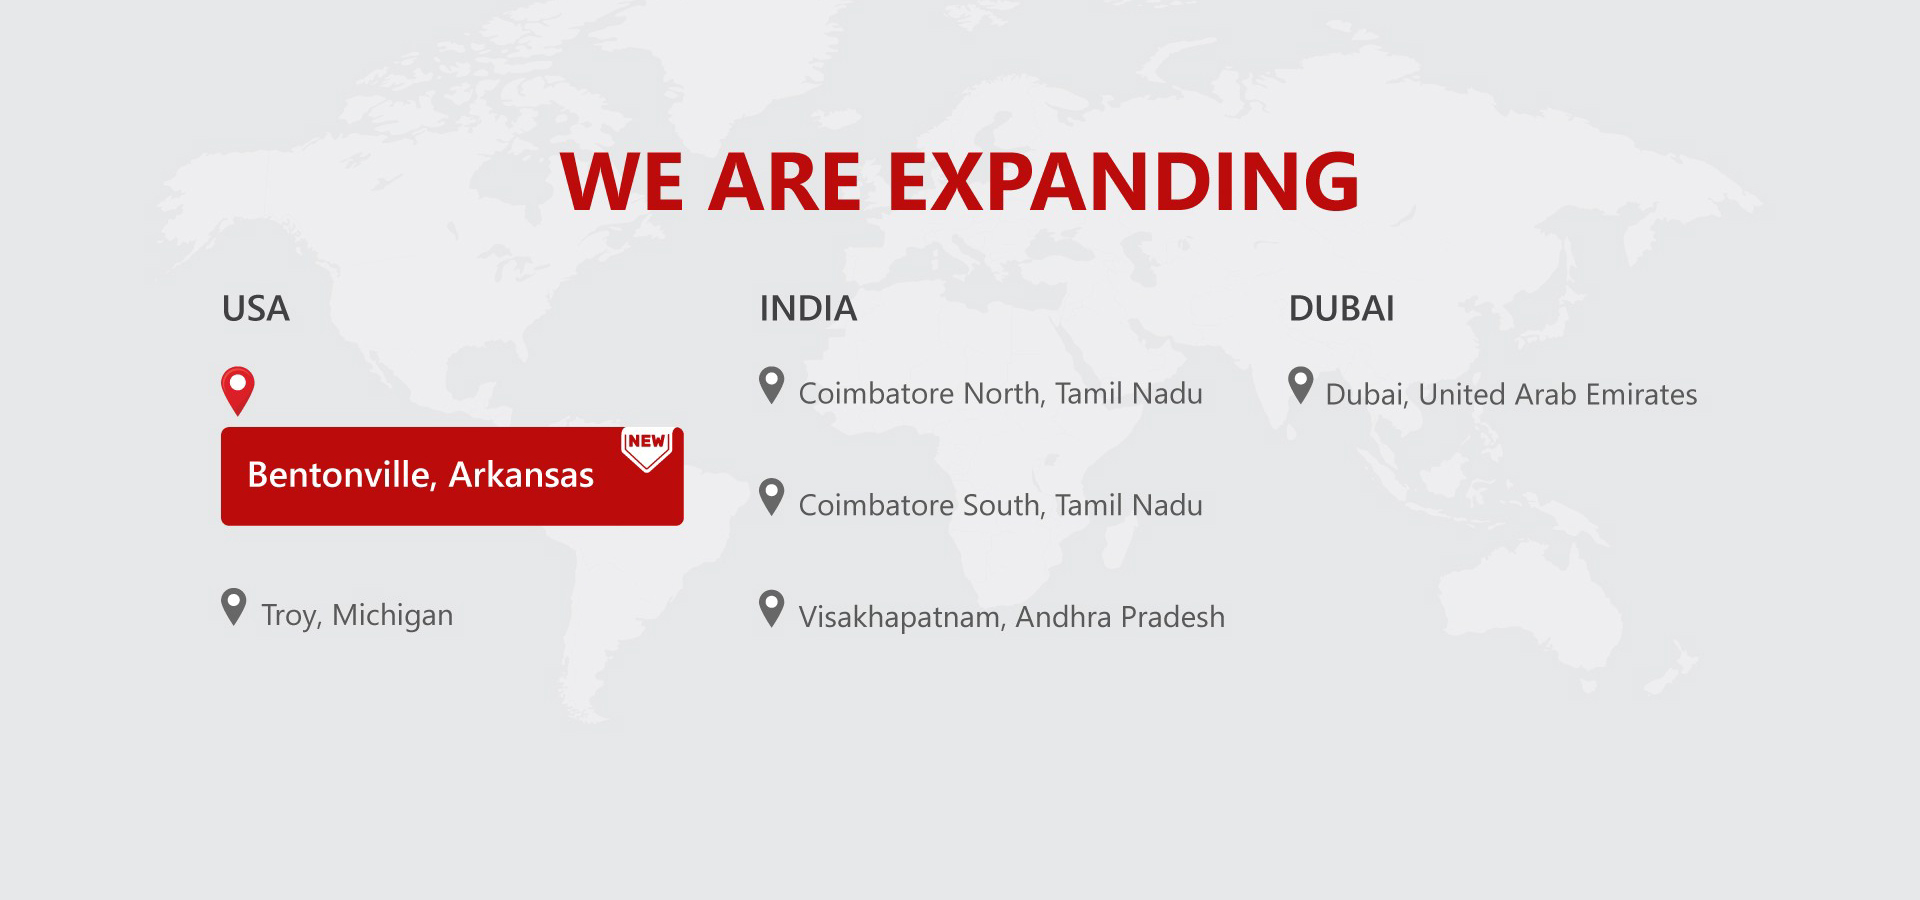 WE ARE EXPANDING
USA
Bentonville, Arkansas
NEW
Troy, Michigan
INDIA
Coimbatore North, Tamil Nadu
Coimbatore South, Tamil Nadu
Visakhapatnam, Andhra Pradesh
DUBAI
Dubai, United Arab Emirates